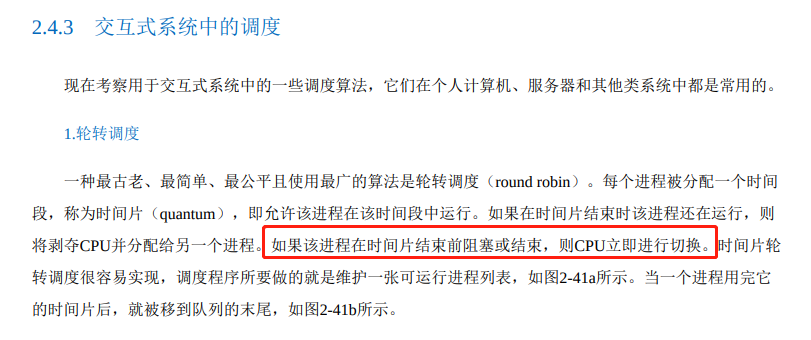 2.4.3 交互式系统中的调度
现在考察用于交互式系统中的一些调度算法，它们在个人计算机、服务器和其他类系统中都是常用的。
1.轮转调度
一种最古老、最简单、最公平且使用最广的算法是轮转调度（round robin）。每个进程被分配一个时间
段，称为时间片（quantum），即允许该进程在该时间段中运行。如果在时间片结束时该进程还在运行，则
将剥夺CPU并分配给另一个进程。如果该进程在时间片结束前阻塞或结束，则CPU立即进行切换。时间片轮
转调度很容易实现，调度程序所要做的就是维护一张可运行进程列表，如图2-41a所示。当一个进程用完它
的时间片后，就被移到队列的末尾，如图2-41b所示。